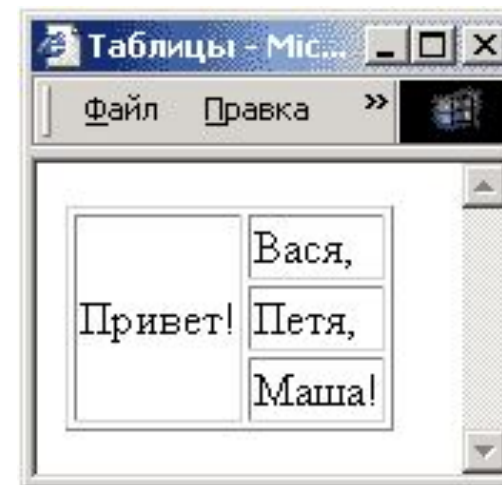 Таблицы - Mic...
Файл Правка »
Привет!
Вася,
Петя,
Маша!